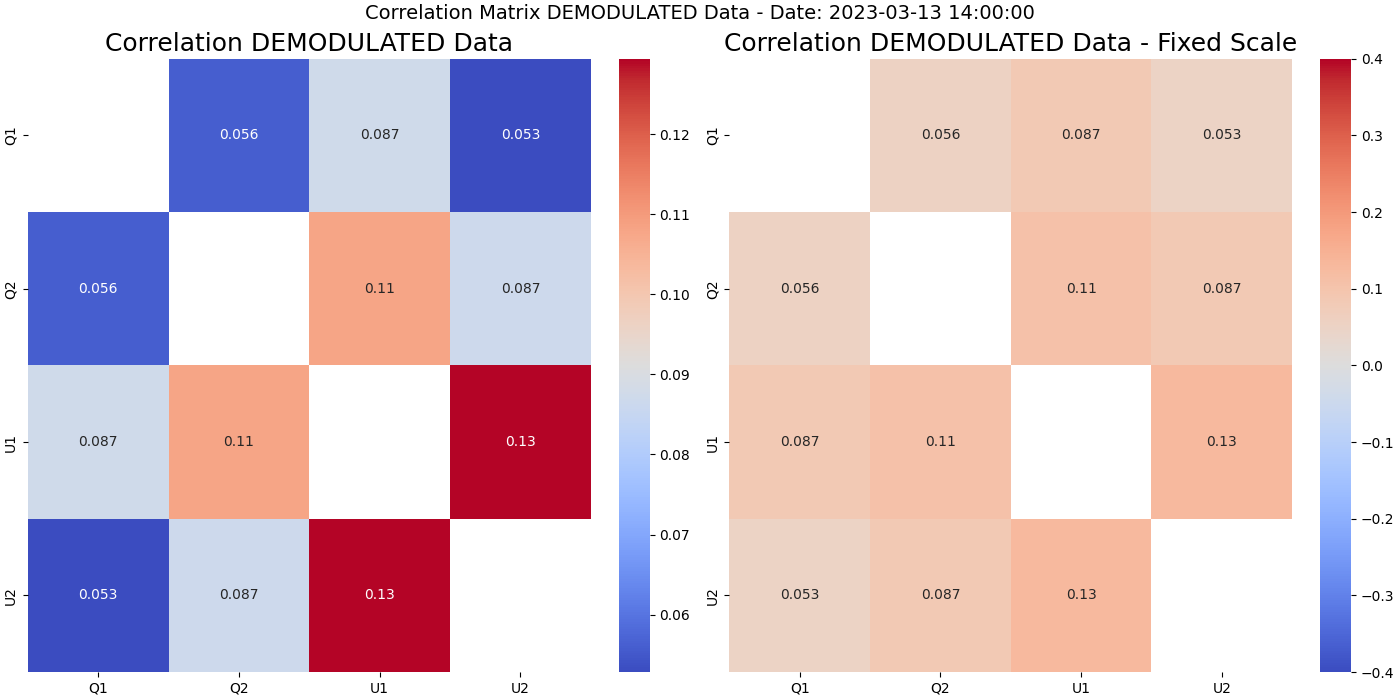 Correlation Matrix DEMODULATED Data - Date: 2023-03-13 14:00:00
Correlation DEMODULATED Data
Q1
0.056
0.087
0.053
Q2
0.056
0.11
0.087
U1
0.087
0.11
0.13
U2
0.053
0.087
0.13
Q1
Q2
U1
U2
0.12
0.11
0.10
0.09
0.08
0.07
0.06
Correlation DEMODULATED Data - Fixed Scale
Q1
0.056
0.087
0.053
Q2
0.056
0.11
0.087
U1
0.087
0.11
0.13
U2
0.053
0.087
0.13
Q1
Q2
U1
U2
0.4
0.3
0.2
0.1
0.0
−0.1
−0.2
−0.3
−0.4